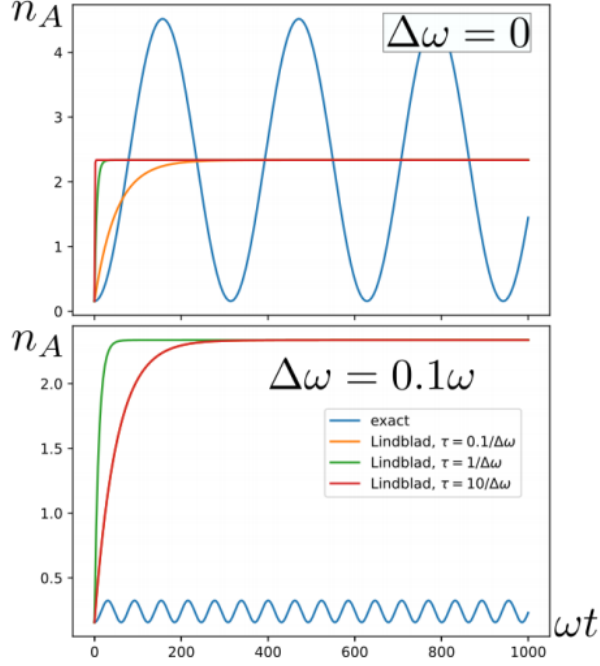 n_A
Δω = 0
4
3
2
1
0
n_A
Δω = 0.1ω
2.0
1.5
1.0
0.5
exact
Lindblad, τ = 0.1/Δω
Lindblad, τ = 1/Δω
Lindblad, τ = 10/Δω
0 200 400 600 800 1000 ωt